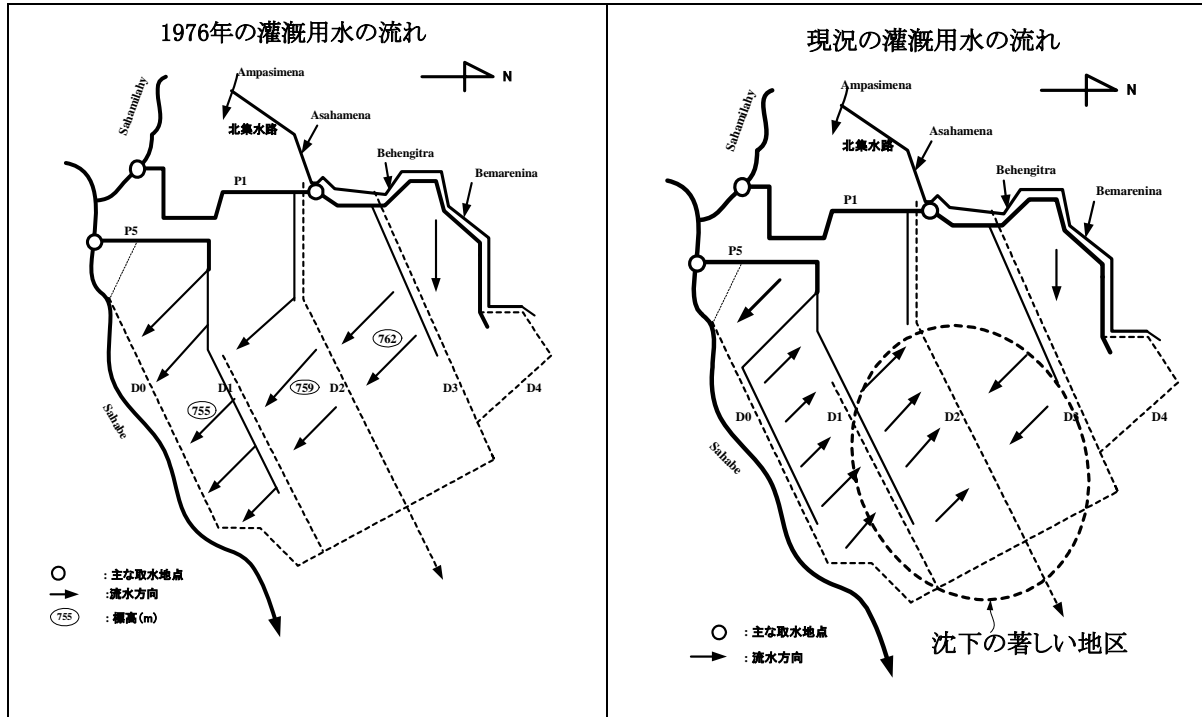 1976年の灌漑用水の流れ
N
Ampasimena
Sahamilahy
北集水路
Asahamena
Behengitra
Bemarenina
P1
P5
762
759
755
D0
D1
D2
D3
D4
Sahabe
: 主な取水地点
:流水方向
755 : 標高(m)
現況の灌漑用水の流れ
N
Ampasimena
Sahamilahy
北集水路
Asahamena
Behengitra
Bemarenina
P1
P5
D0
D1
D2
D3
D4
Sahabe
: 主な取水地点
: 流水方向
沈下の著しい地区